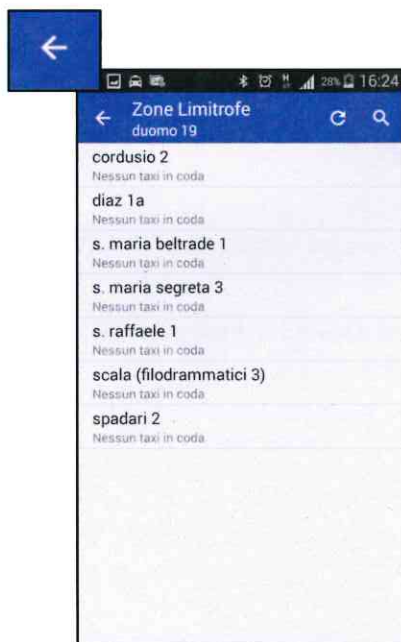 28% 16:24
Zone Limitrofe
duomo 19
cordusio 2
Nessun taxi in coda
diaz 1a
Nessun taxi in coda
s. maria beltrade 1
Nessun taxi in coda
s. maria segreta 3
Nessun taxi in coda
s. raffaele 1
Nessun taxi in coda
scala (filodrammatici 3)
Nessun taxi in coda
spadari 2
Nessun taxi in coda